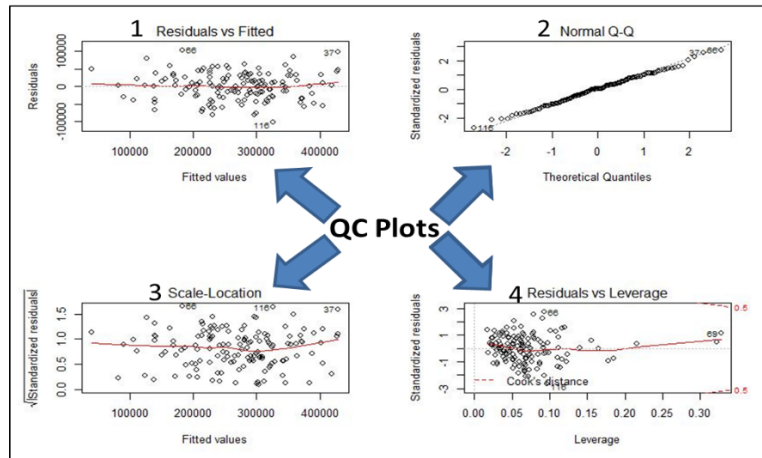 1 Residuals vs Fitted
Residuals
-100000 0 100000
66
37
116
100000 200000 300000 400000
Fitted values
2 Normal Q-Q
Standardized residuals
-2 0 2
37 66
116
-2 -1 0 1 2
Theoretical Quantiles
QC Plots
3 Scale-Location
√|Standardized residuals|
0.0 0.5 1.0 1.5
66
116
37
100000 200000 300000 400000
Fitted values
4 Residuals vs Leverage
Standardized residuals
-3 -1 1 3
66
69
116
Cook's distance
0.5
0.5
0.00 0.05 0.10 0.15 0.20 0.25 0.30
Leverage